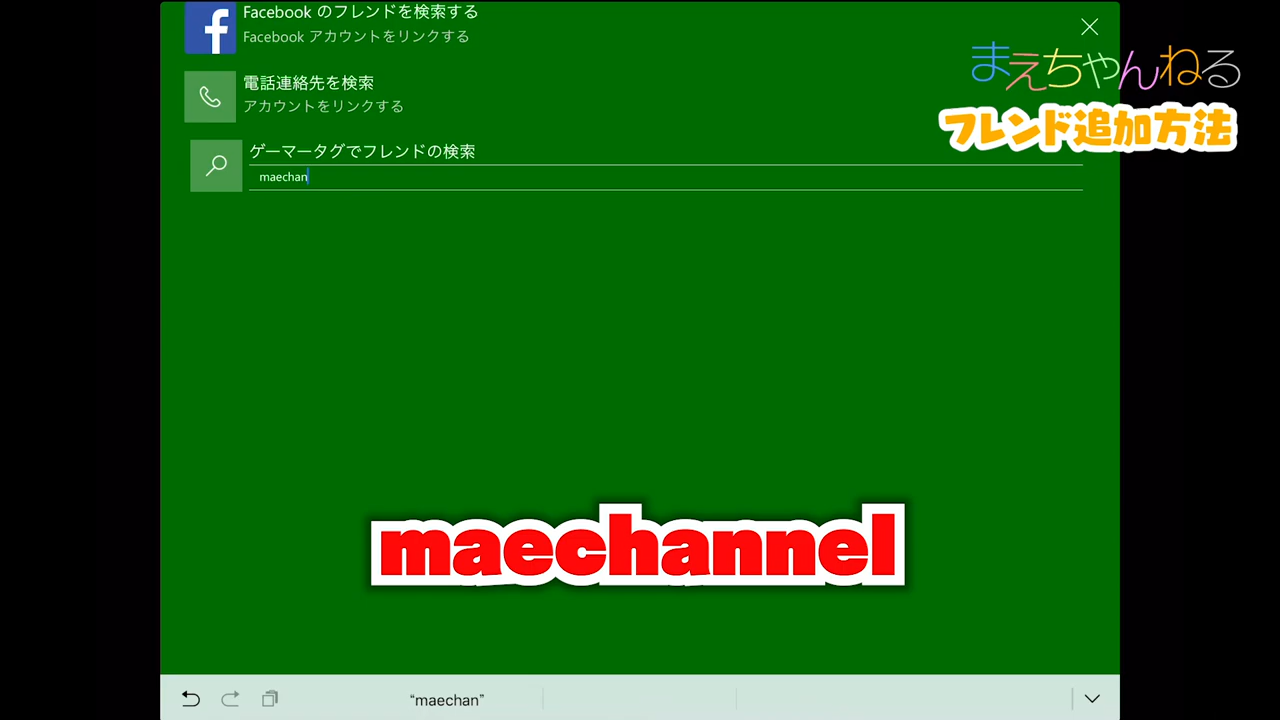 Facebook のフレンドを検索する
Facebook アカウントをリンクする
まえちゃんねる
フレンド追加方法
電話連絡先を検索
アカウントをリンクする
ゲーマータグでフレンドの検索
maechan
maechannel
“maechan”